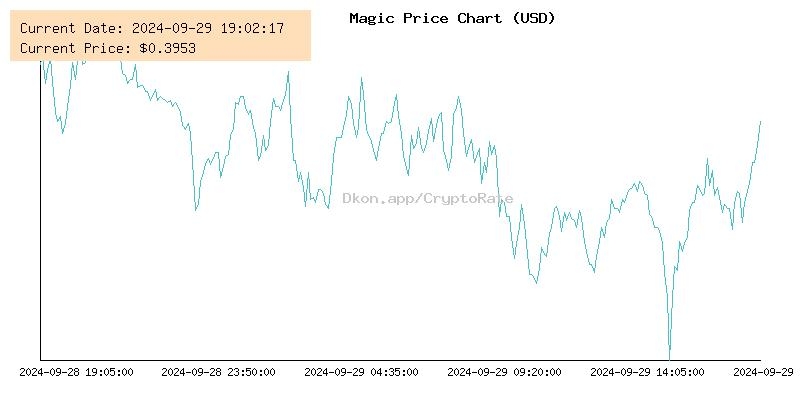 Magic Price Chart (USD)
Current Date: 2024-09-29 19:02:17
Current Price: $0.3953
Dkon.app/CryptoRate
2024-09-28 19:05:00
2024-09-28 23:50:00
2024-09-29 04:35:00
2024-09-29 09:20:00
2024-09-29 14:05:00
2024-09-29